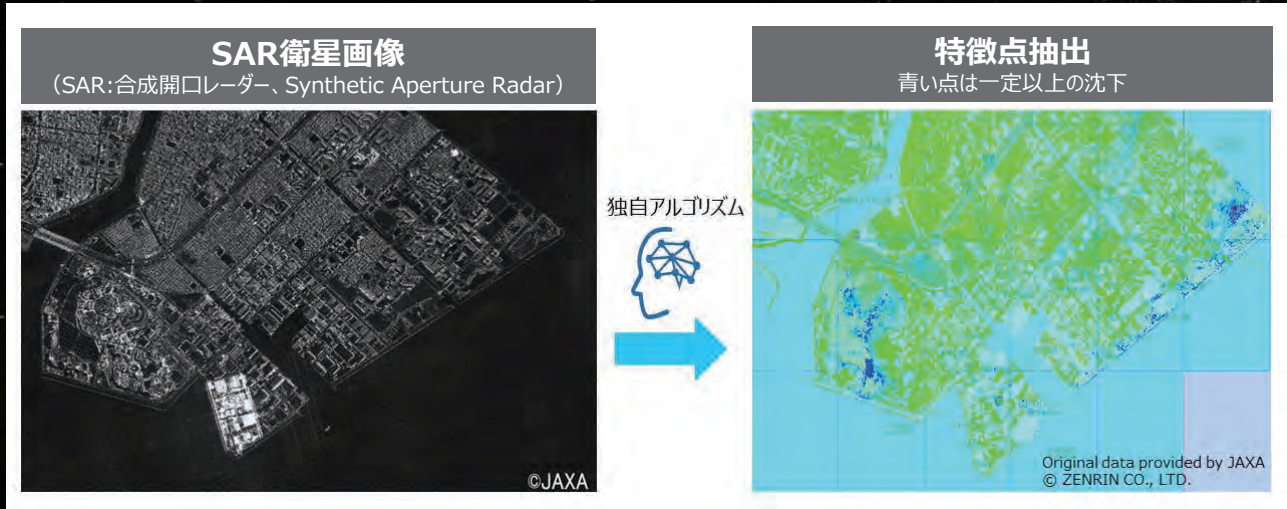 SAR衛星画像
（SAR:合成開口レーダー、Synthetic Aperture Radar）
©JAXA
独自アルゴリズム
特徴点抽出
青い点は一定以上の沈下
Original data provided by JAXA
© ZENRIN CO., LTD.